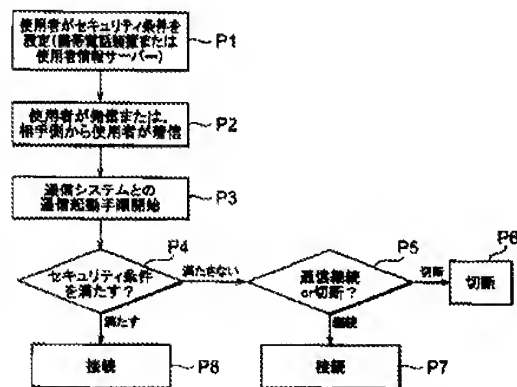 使用者がセキュリティ条件を
設定(携帯電話装置または
使用者情報サーバー)
P1
使用者が発信または、
相手側から使用者が着信
P2
通信システムとの
通信起動手順開始
P3
セキュリティ条件
を満たす?
P4
満たさない
満たす
通信継続
or切断?
P5
切断
継続
切断
P6
接続
P8
接続
P7